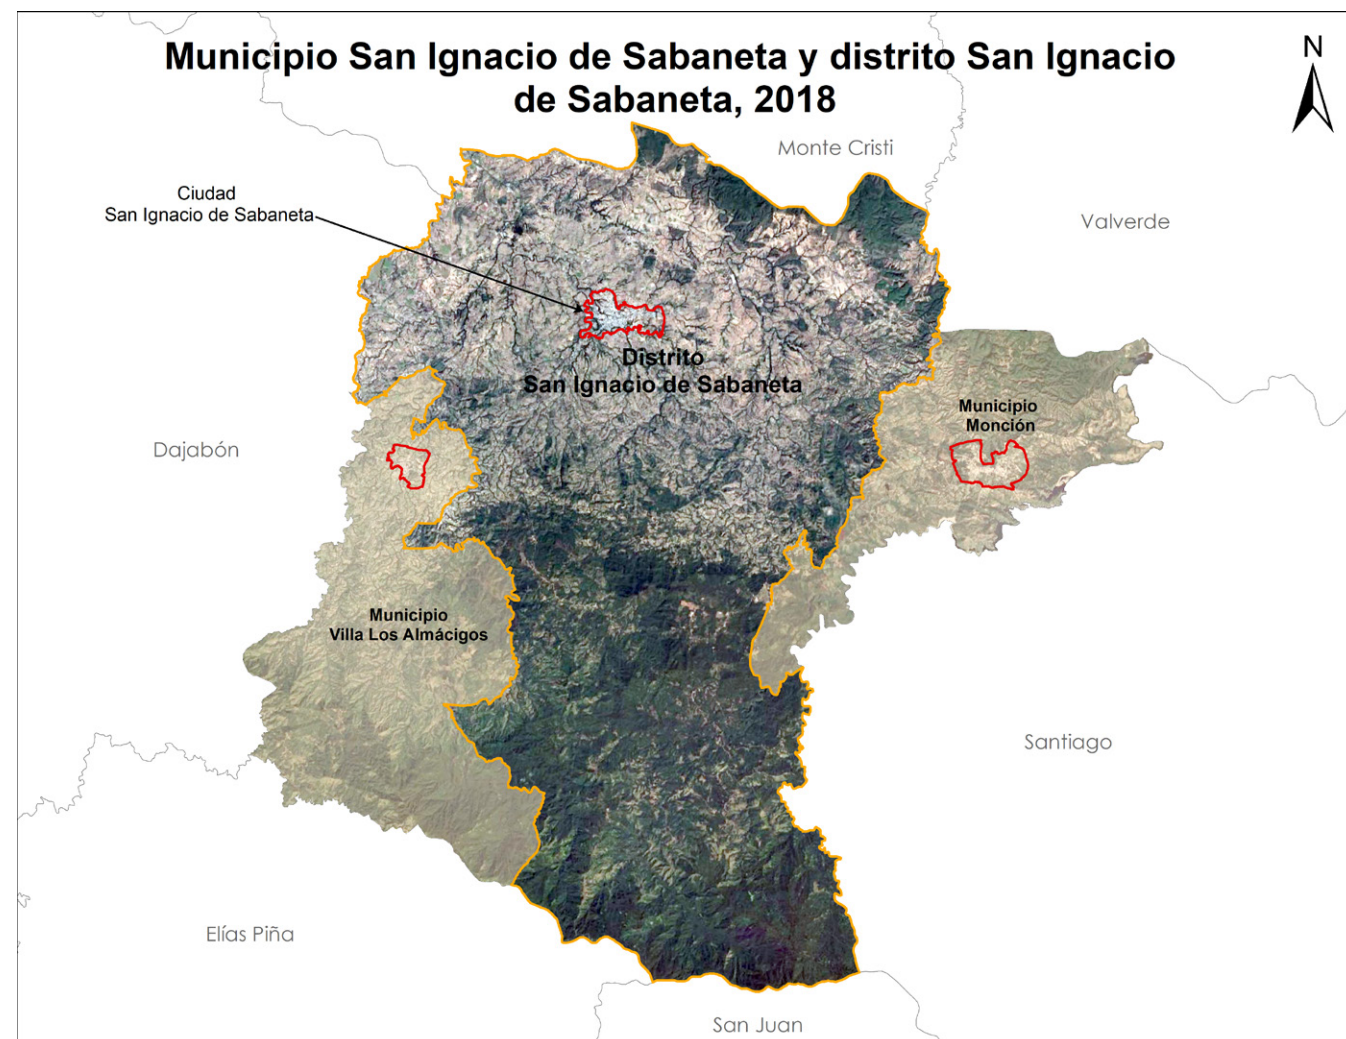 Municipio San Ignacio de Sabaneta y distrito San Ignacio
de Sabaneta, 2018
N
Monte Cristi
Ciudad
San Ignacio de Sabaneta
Valverde
Distrito
San Ignacio de Sabaneta
Municipio
Monción
Dajabón
Municipio
Villa Los Almácigos
Santiago
Elías Piña
San Juan